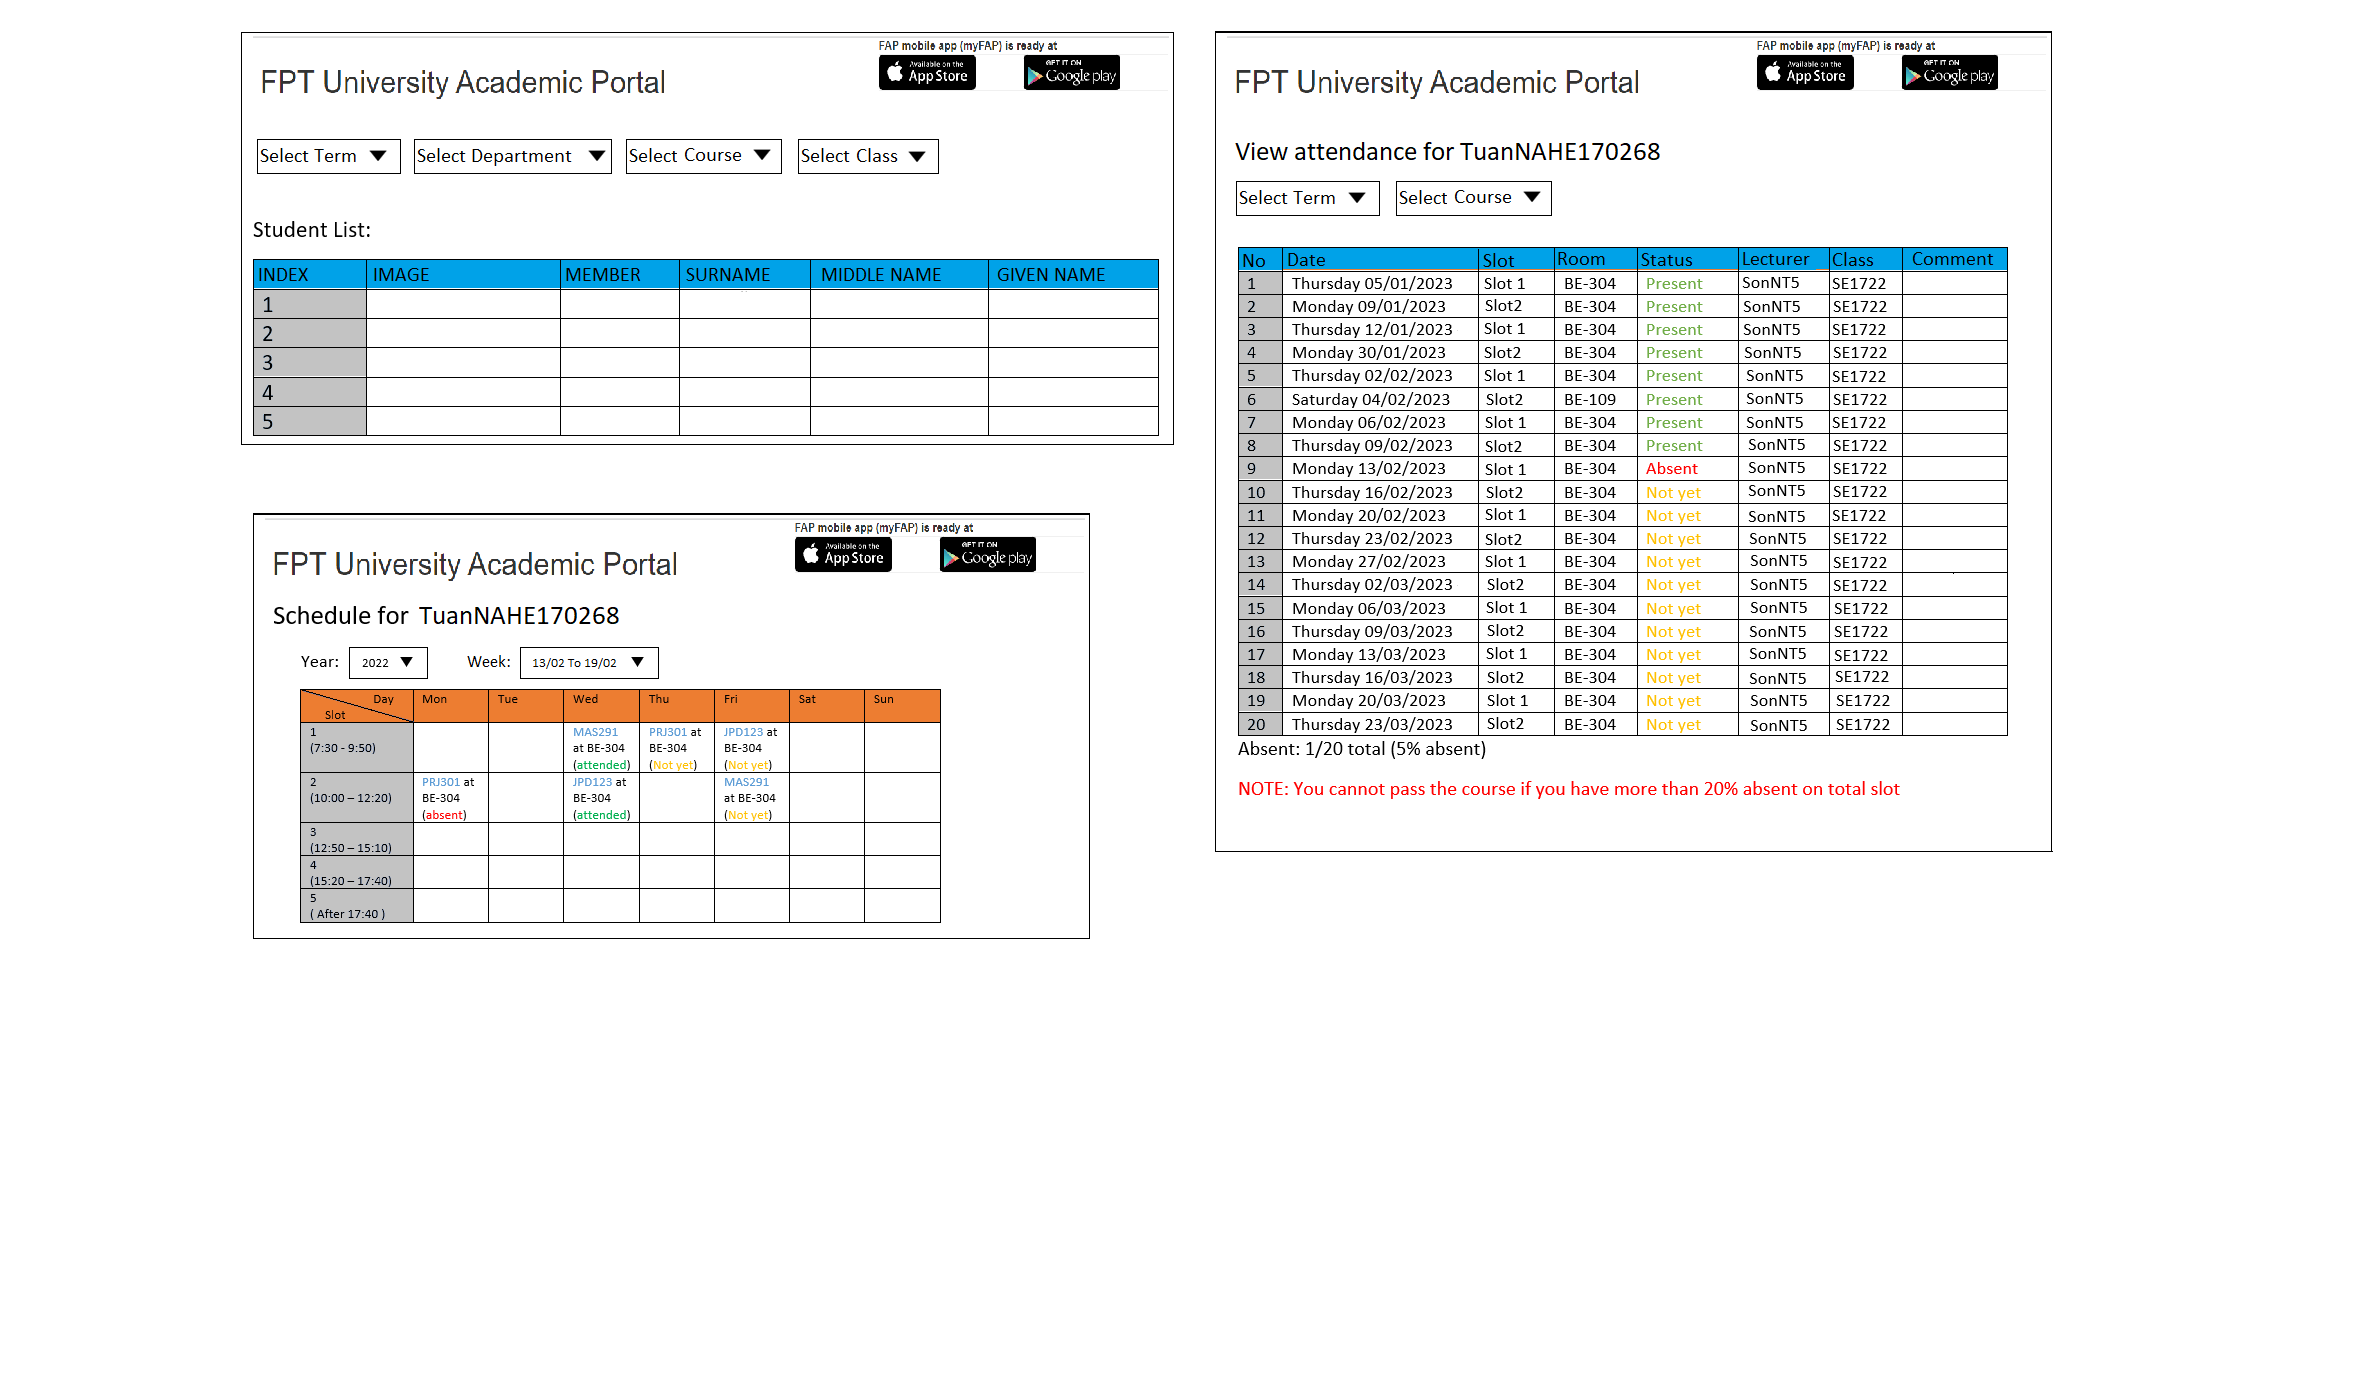 FAP mobile app (myFAP) is ready at
Available on the App Store
GET IT ON Google play
FPT University Academic Portal
Select Term Select Department Select Course Select Class
Student List:
INDEX IMAGE MEMBER SURNAME MIDDLE NAME GIVEN NAME
1
2
3
4
5
FAP mobile app (myFAP) is ready at
Available on the App Store
GET IT ON Google play
FPT University Academic Portal
Schedule for TuanNAHE170268
Year: 2022 Week: 13/02 To 19/02
Day Mon Tue Wed Thu Fri Sat Sun
Slot
1 MAS291 PRJ301 at JPD123 at
(7:30 - 9:50) at BE-304 BE-304 BE-304
(attended) (Not yet) (Not yet)
2 PRJ301 at JPD123 at MAS291
(10:00 – 12:20) BE-304 BE-304 at BE-304
(absent) (attended) (Not yet)
3
(12:50 – 15:10)
4
(15:20 – 17:40)
5
( After 17:40 )
FAP mobile app (myFAP) is ready at
Available on the App Store
GET IT ON Google play
FPT University Academic Portal
View attendance for TuanNAHE170268
Select Term Select Course
No Date Slot Room Status Lecturer Class Comment
1 Thursday 05/01/2023 Slot 1 BE-304 Present SonNT5 SE1722
2 Monday 09/01/2023 Slot2 BE-304 Present SonNT5 SE1722
3 Thursday 12/01/2023 Slot 1 BE-304 Present SonNT5 SE1722
4 Monday 30/01/2023 Slot2 BE-304 Present SonNT5 SE1722
5 Thursday 02/02/2023 Slot 1 BE-304 Present SonNT5 SE1722
6 Saturday 04/02/2023 Slot2 BE-109 Present SonNT5 SE1722
7 Monday 06/02/2023 Slot 1 BE-304 Present SonNT5 SE1722
8 Thursday 09/02/2023 Slot2 BE-304 Present SonNT5 SE1722
9 Monday 13/02/2023 Slot 1 BE-304 Absent SonNT5 SE1722
10 Thursday 16/02/2023 Slot2 BE-304 Not yet SonNT5 SE1722
11 Monday 20/02/2023 Slot 1 BE-304 Not yet SonNT5 SE1722
12 Thursday 23/02/2023 Slot2 BE-304 Not yet SonNT5 SE1722
13 Monday 27/02/2023 Slot 1 BE-304 Not yet SonNT5 SE1722
14 Thursday 02/03/2023 Slot2 BE-304 Not yet SonNT5 SE1722
15 Monday 06/03/2023 Slot 1 BE-304 Not yet SonNT5 SE1722
16 Thursday 09/03/2023 Slot2 BE-304 Not yet SonNT5 SE1722
17 Monday 13/03/2023 Slot 1 BE-304 Not yet SonNT5 SE1722
18 Thursday 16/03/2023 Slot2 BE-304 Not yet SonNT5 SE1722
19 Monday 20/03/2023 Slot 1 BE-304 Not yet SonNT5 SE1722
20 Thursday 23/03/2023 Slot2 BE-304 Not yet SonNT5 SE1722
Absent: 1/20 total (5% absent)
NOTE: You cannot pass the course if you have more than 20% absent on total slot